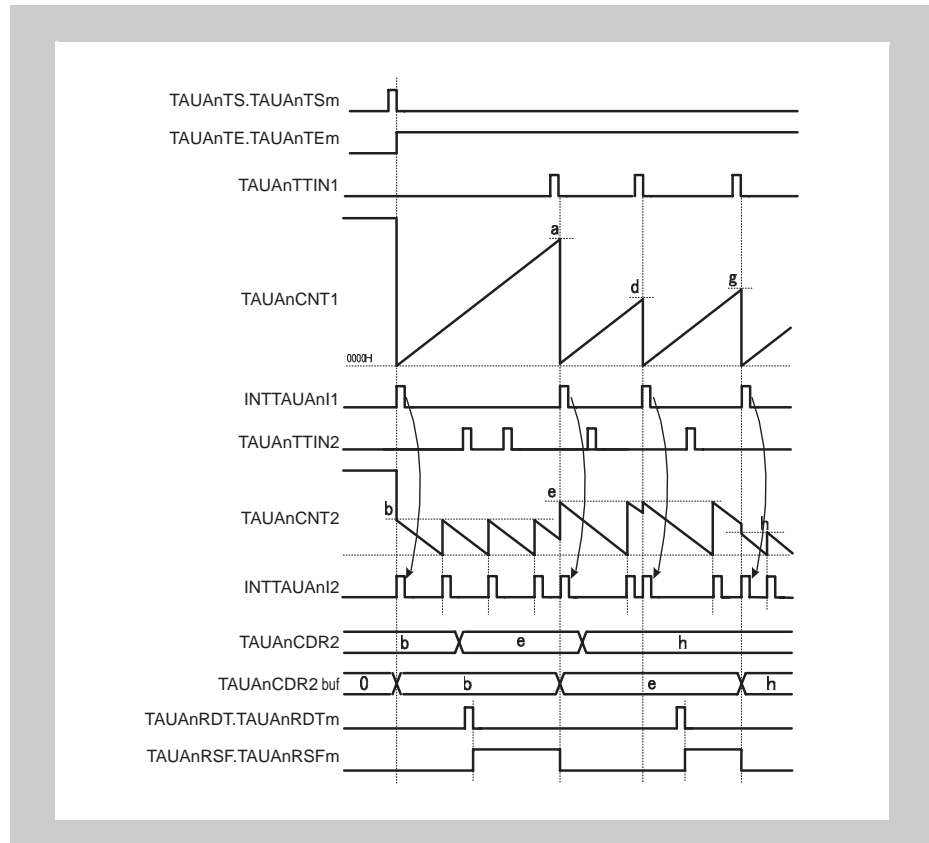 TAUAnTS.TAUAnTSm
TAUAnTE.TAUAnTEm
TAUAnTTIN1
a
d
g
TAUAnCNT1
0000H
INTTAUAnI1
TAUAnTTIN2
e
b
TAUAnCNT2
h
INTTAUAnI2
TAUAnCDR2 b e h
TAUAnCDR2 buf 0 b e h
TAUAnRDT.TAUAnRDTm
TAUAnRSF.TAUAnRSFm